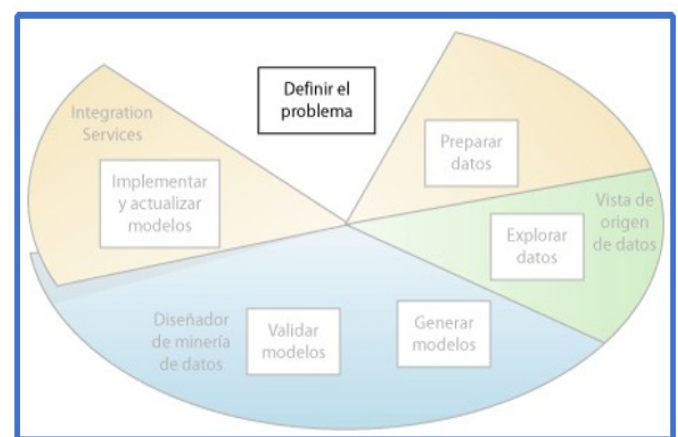 Definir el
problema
Preparar
datos
Vista de
origen
de datos
Explorar
datos
Generar
modelos
Validar
modelos
Diseñador
de minería
de datos
Implementar
y actualizar
modelos
Integration
Services